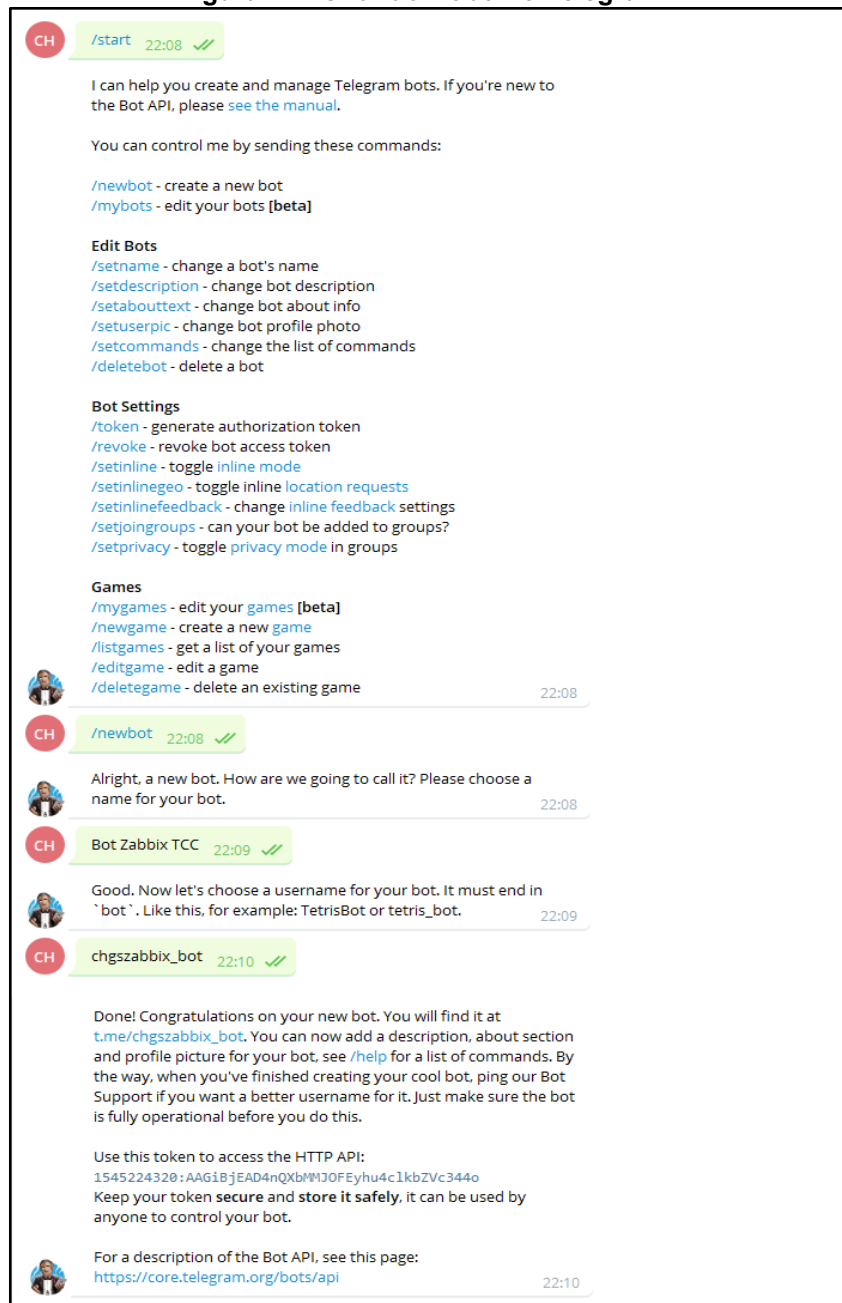 CH /start 22:08
I can help you create and manage Telegram bots. If you're new to
the Bot API, please see the manual.
You can control me by sending these commands:
/newbot - create a new bot
/mybots - edit your bots [beta]
Edit Bots
/setname - change a bot's name
/setdescription - change bot description
/setabouttext - change bot about info
/setuserpic - change bot profile photo
/setcommands - change the list of commands
/deletebot - delete a bot
Bot Settings
/token - generate authorization token
/revoke - revoke bot access token
/setinline - toggle inline mode
/setinlinegeo - toggle inline location requests
/setinlinefeedback - change inline feedback settings
/setjoingroups - can your bot be added to groups?
/setprivacy - toggle privacy mode in groups
Games
/mygames - edit your games [beta]
/newgame - create a new game
/listgames - get a list of your games
/editgame - edit a game
/deletegame - delete an existing game 22:08
CH /newbot 22:08
Alright, a new bot. How are we going to call it? Please choose a
name for your bot. 22:08
CH Bot Zabbix TCC 22:09
Good. Now let's choose a username for your bot. It must end in
`bot`. Like this, for example: TetrisBot or tetris_bot. 22:09
CH chgszabbix_bot 22:10
Done! Congratulations on your new bot. You will find it at
t.me/chgszabbix_bot. You can now add a description, about section
and profile picture for your bot, see /help for a list of commands. By
the way, when you've finished creating your cool bot, ping our Bot
Support if you want a better username for it. Just make sure the bot
is fully operational before you do this.
Use this token to access the HTTP API:
1545224320:AAGiBjEAD4nQXbMMJOFEyhu4clkbZVc344o
Keep your token secure and store it safely, it can be used by
anyone to control your bot.
For a description of the Bot API, see this page:
https://core.telegram.org/bots/api 22:10